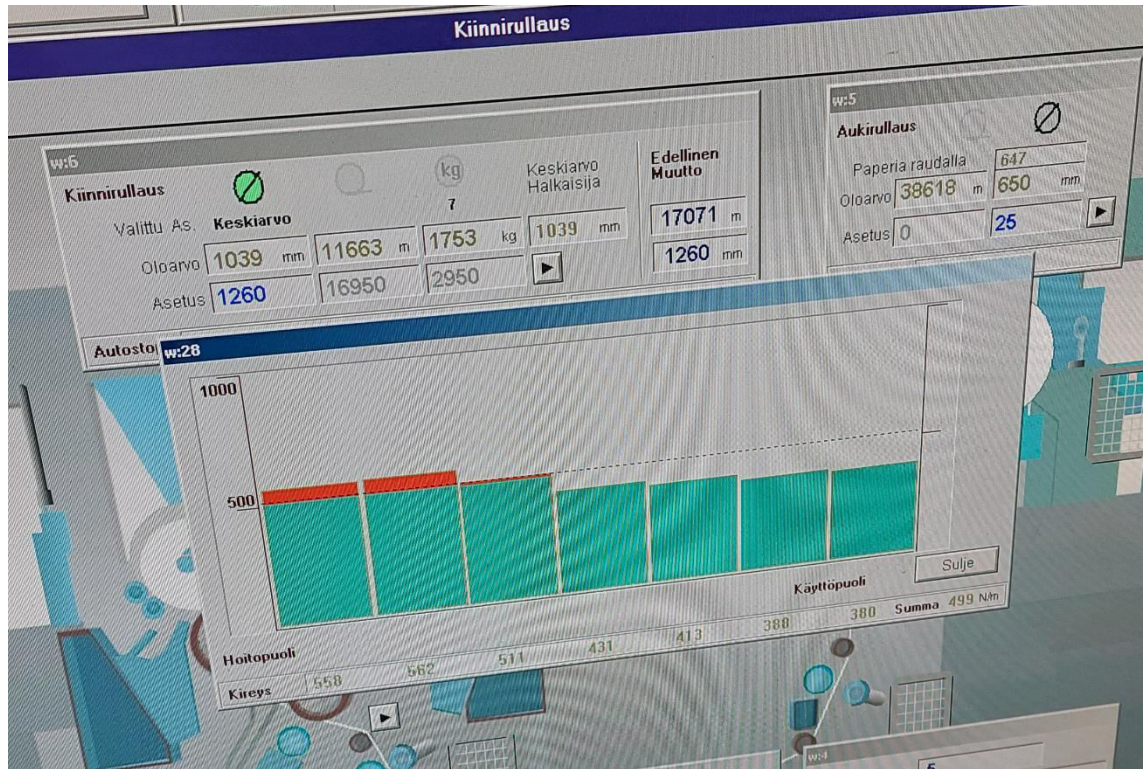 Kiinnirullaus
w:6
Kiinnirullaus
kg
Keskiarvo
Halkaisija
Edellinen
Muutto
Valittu As. Keskiarvo 7
Oloarvo 1039 mm 11663 m 1753 kg 1039 mm 17071 m
Asetus 1260 16950 2950 1260 mm
w:5
Aukirullaus
Paperia raudalla 647
Oloarvo 38618 m 650 mm
Asetus 0 25
w:28
1000
500
Sulje
Hoitopuoli Käyttöpuoli
Kireys 558 562 511 431 413 388 380 Summa 499 N/m
w:4
5